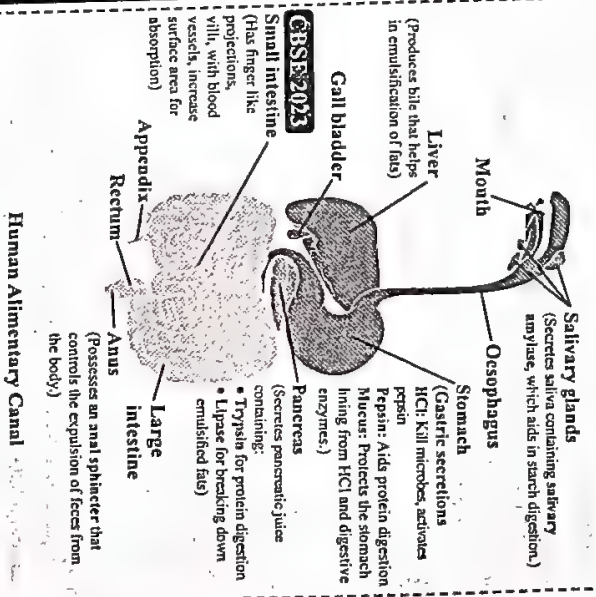 Mouth
Salivary glands
(Secretes saliva containing salivary
amylase, which aids in starch digestion.)
Oesophagus
Liver
(Produces bile that helps
in emulsification of fats)
Gall bladder
Stomach
(Gastric secretions
HCl: Kill microbes, activates
pepsin
Pepsin: Aids protein digestion
Mucus: Protects the stomach
lining from HCl and digestive
enzymes.)
CBSE 2023
Small intestine
(Has finger like
projections,
villi, with blood
vessels, increase
surface area for
absorption)
Pancreas
(Secretes pancreatic juice
containing:
• Trypsin for protein digestion
• Lipase for breaking down
emulsified fats)
Appendix
Rectum
Large
intestine
Anus
(Possesses an anal sphincter that
controls the expulsion of feces from
the body.)
Human Alimentary Canal